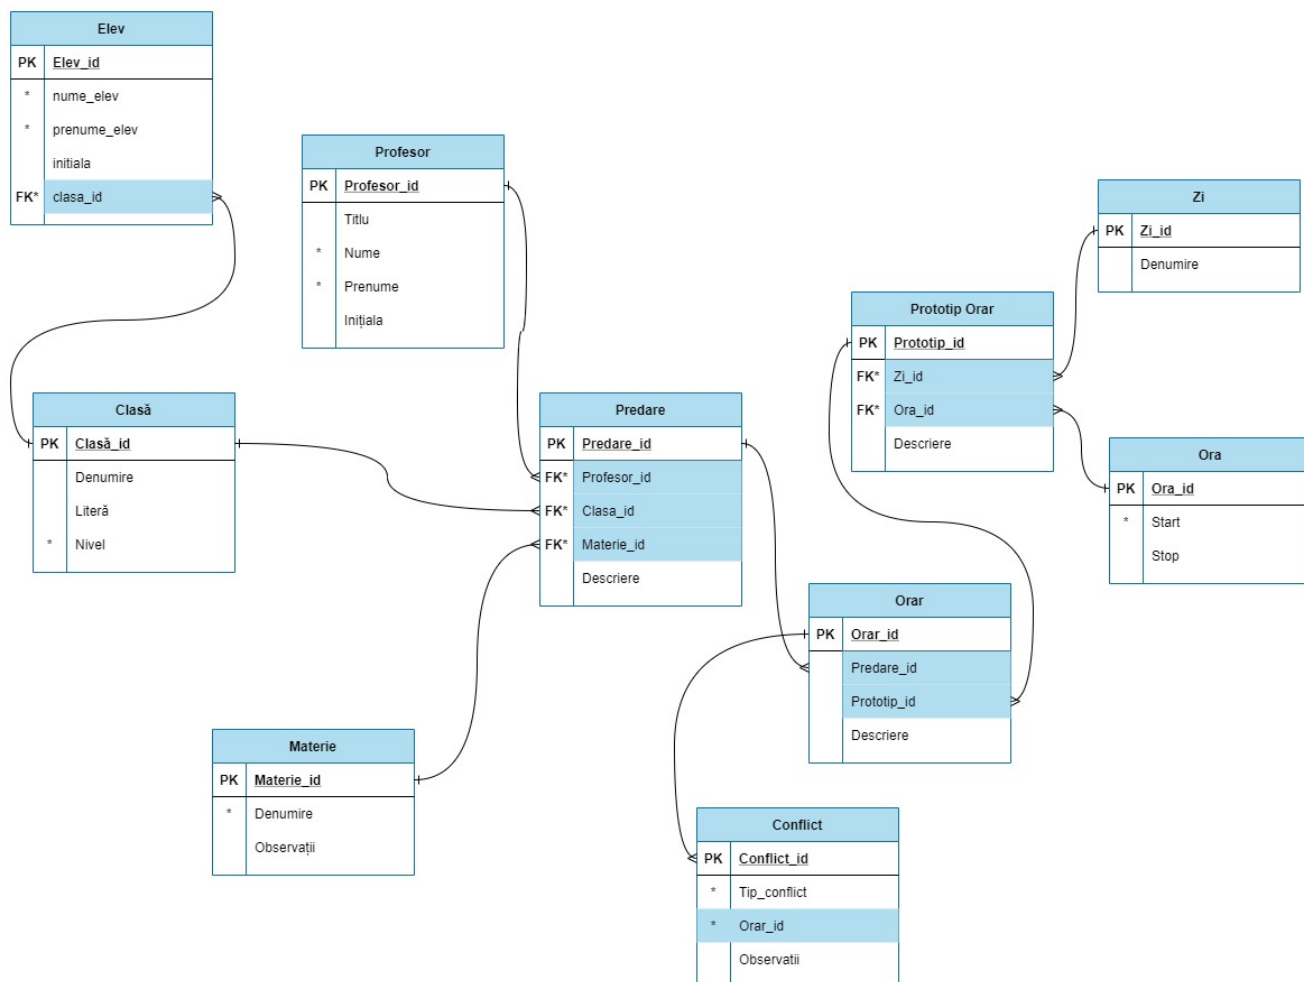 Elev
PK Elev_id
* nume_elev
* prenume_elev
initiala
FK* clasa_id
Profesor
PK Profesor_id
Titlu
* Nume
* Prenume
Inițiala
Zi
PK Zi_id
Denumire
Prototip Orar
PK Prototip_id
FK* Zi_id
FK* Ora_id
Descriere
Clasă
PK Clasă_id
Denumire
Literă
* Nivel
Predare
PK Predare_id
FK* Profesor_id
FK* Clasa_id
FK* Materie_id
Descriere
Ora
PK Ora_id
* Start
Stop
Orar
PK Orar_id
Predare_id
Prototip_id
Descriere
Materie
PK Materie_id
* Denumire
Observații
Conflict
PK Conflict_id
* Tip_conflict
* Orar_id
Observatii